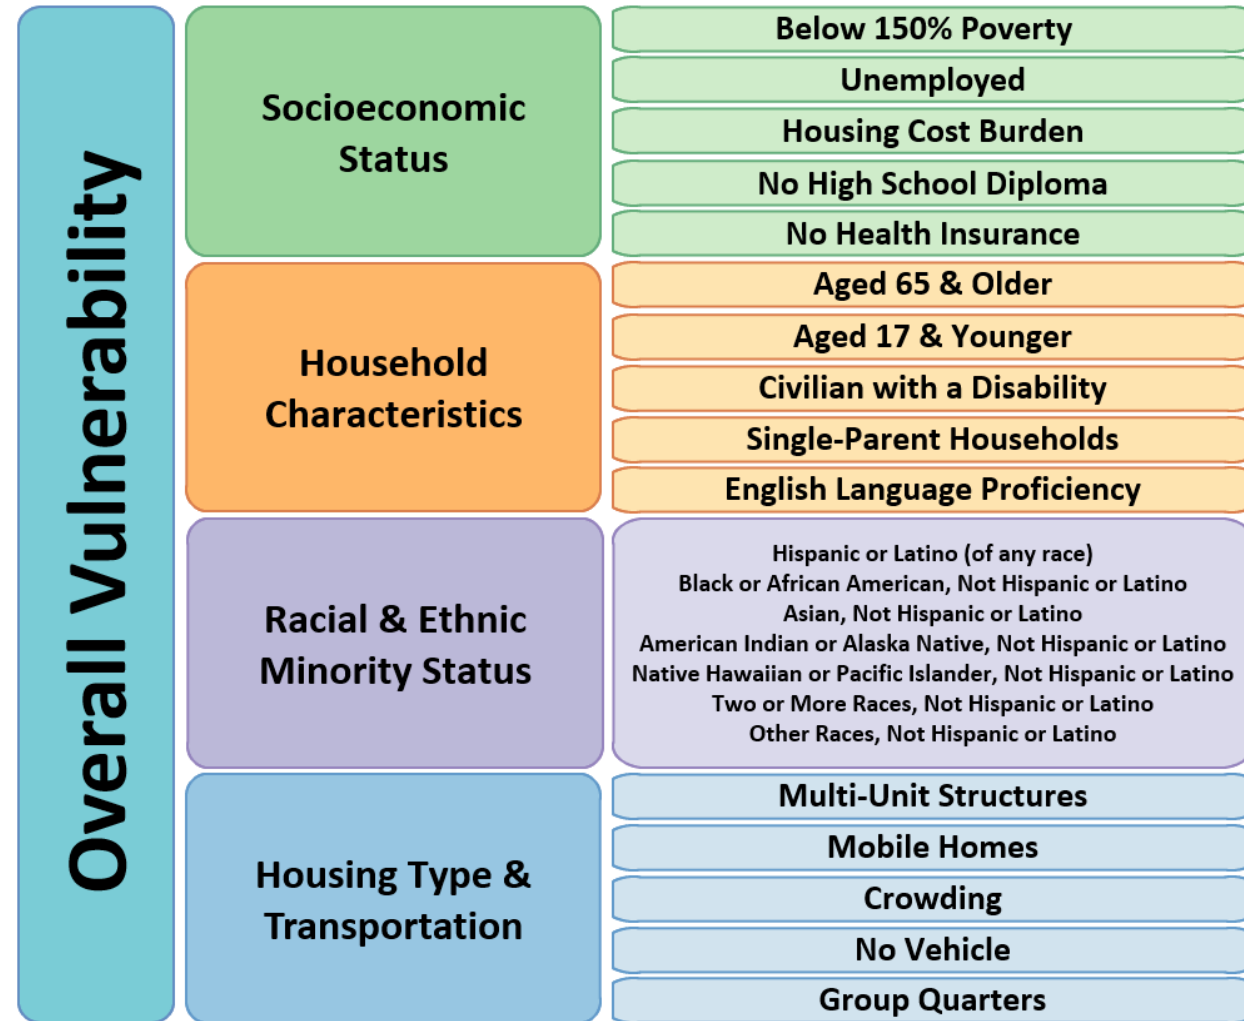 Overall Vulnerability
Socioeconomic
Status
Below 150% Poverty
Unemployed
Housing Cost Burden
No High School Diploma
No Health Insurance
Household
Characteristics
Aged 65 & Older
Aged 17 & Younger
Civilian with a Disability
Single-Parent Households
English Language Proficiency
Racial & Ethnic
Minority Status
Hispanic or Latino (of any race)
Black or African American, Not Hispanic or Latino
Asian, Not Hispanic or Latino
American Indian or Alaska Native, Not Hispanic or Latino
Native Hawaiian or Pacific Islander, Not Hispanic or Latino
Two or More Races, Not Hispanic or Latino
Other Races, Not Hispanic or Latino
Housing Type &
Transportation
Multi-Unit Structures
Mobile Homes
Crowding
No Vehicle
Group Quarters